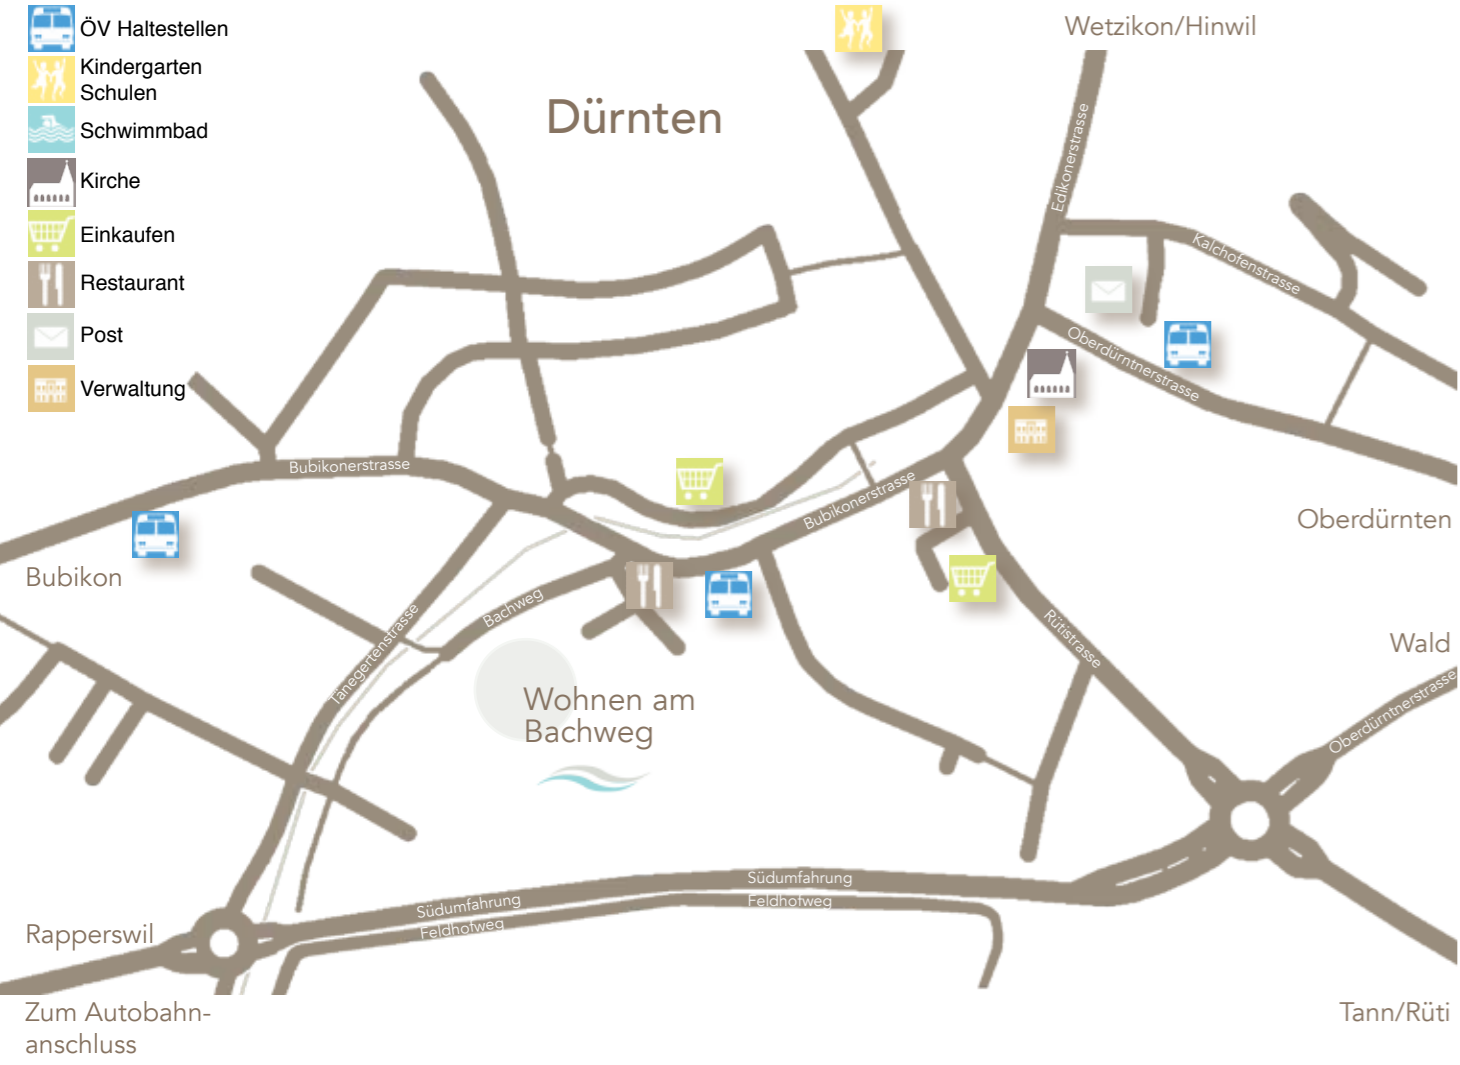 ÖV Haltestellen
Kindergarten
Schulen
Schwimmbad
Kirche
Einkaufen
Restaurant
Post
Verwaltung
Dürnten
Wetzikon/Hinwil
Edikonerstrasse
Kalchofenstrasse
Oberdürntnerstrasse
Bubikonerstrasse
Bubikonerstrasse
Oberdürnten
Bubikon
Bachweg
Tänegertenstrasse
Rütistrasse
Wald
Oberdürntnerstrasse
Wohnen am
Bachweg
Südumfahrung
Südumfahrung
Feldhofweg
Feldhofweg
Rapperswil
Zum Autobahn-
anschluss
Tann/Rüti